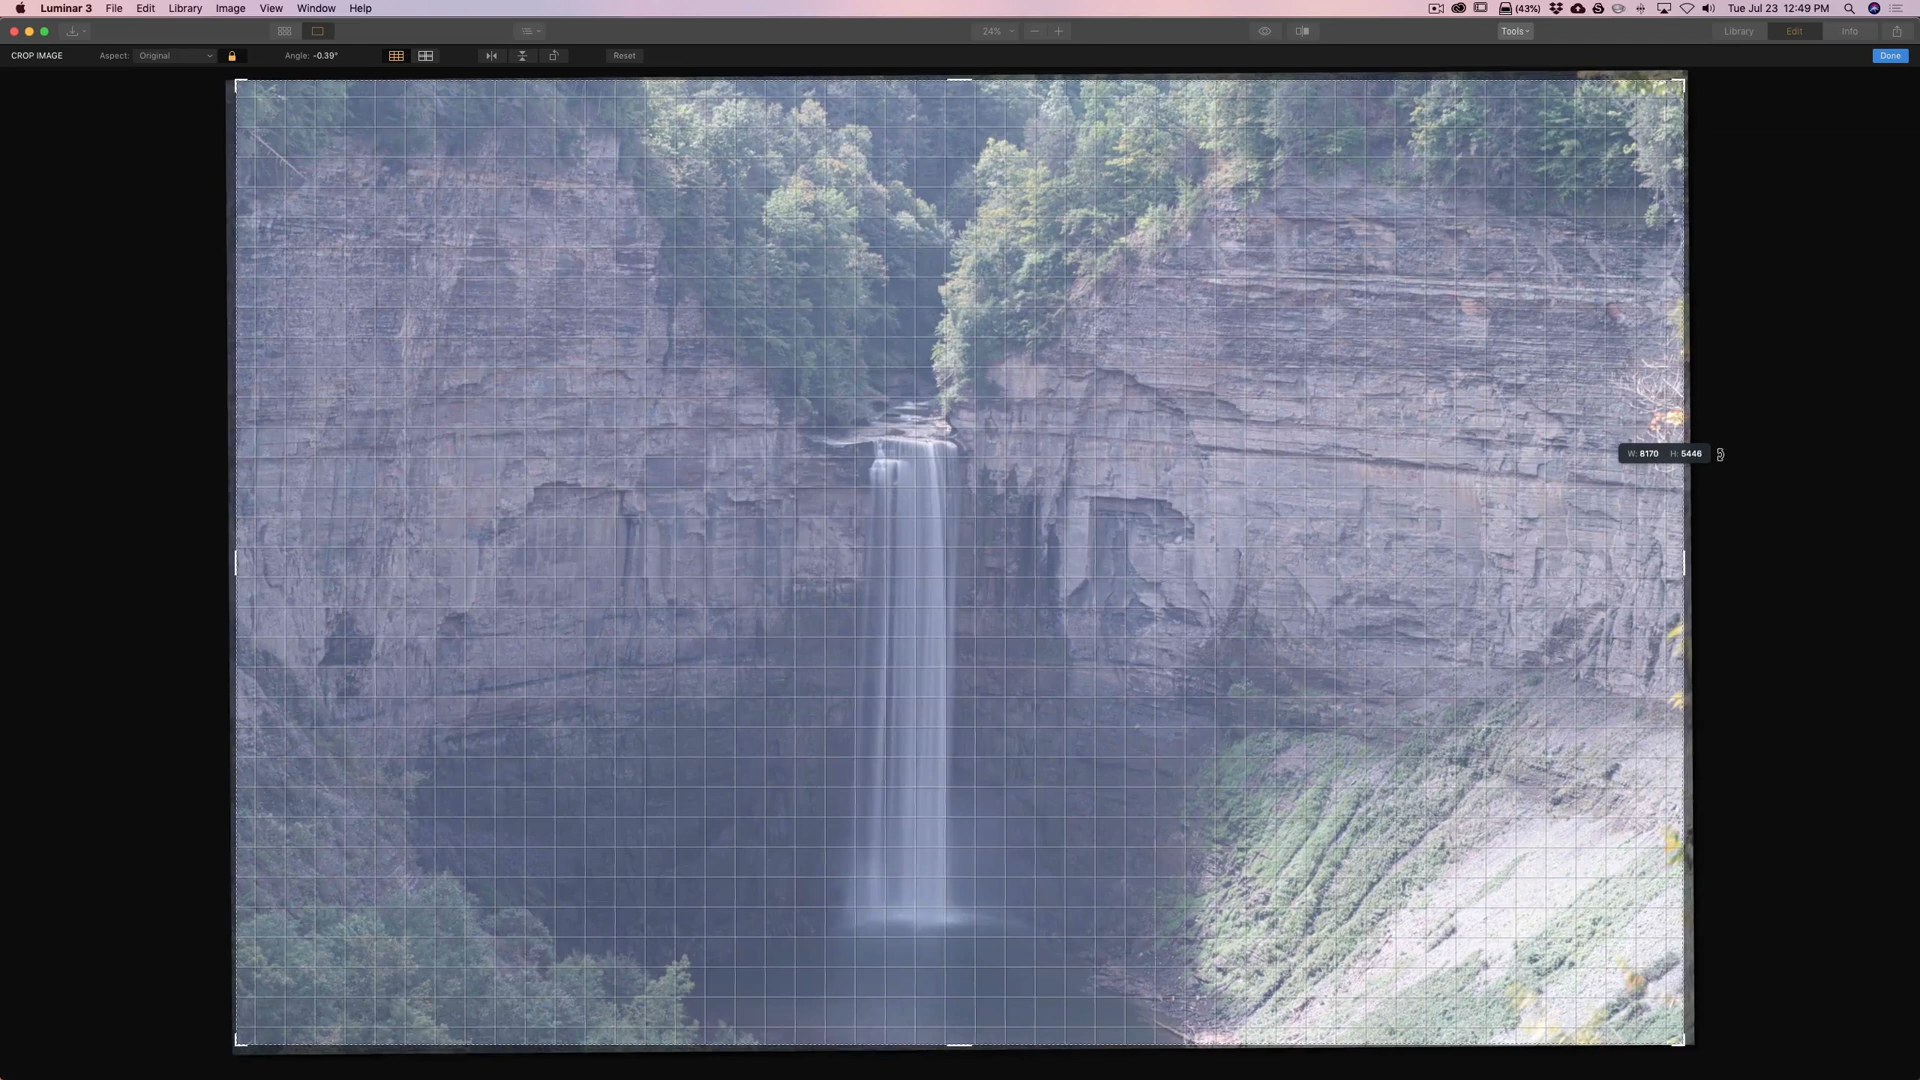 Luminar 3 File Edit Library Image View Window Help (43%) Tue Jul 23 12:49 PM
24% Tools Library Edit Info
CROP IMAGE Aspect: Original Angle: -0.39° Reset Done
W: 8170 H: 5446